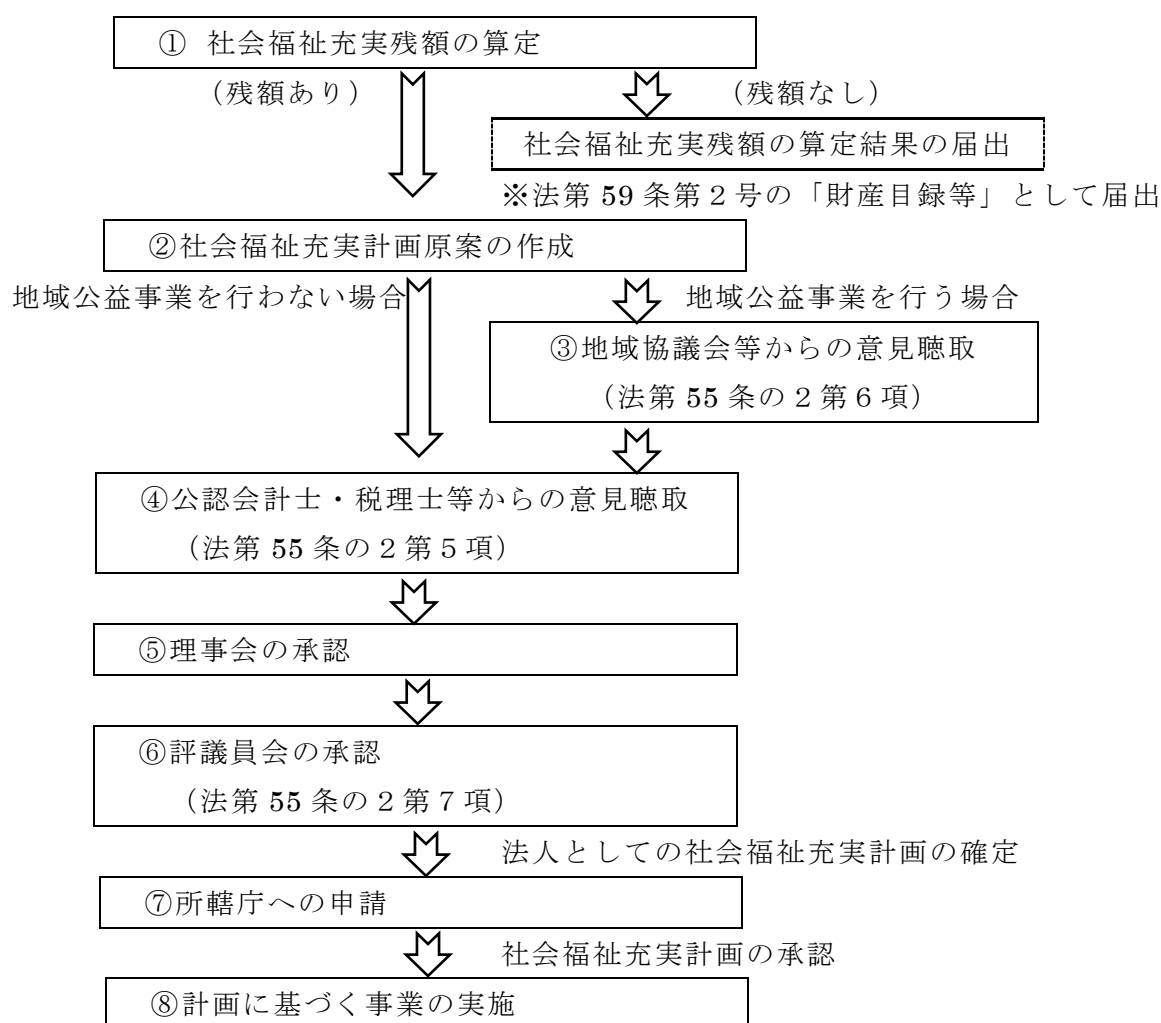 ① 社会福祉充実残額の算定
（残額あり）
（残額なし）
社会福祉充実残額の算定結果の届出
※法第 59 条第２号の「財産目録等」として届出
②社会福祉充実計画原案の作成
地域公益事業を行わない場合
地域公益事業を行う場合
③地域協議会等からの意見聴取
（法第 55 条の２第６項）
④公認会計士・税理士等からの意見聴取
（法第 55 条の２第５項）
⑤理事会の承認
⑥評議員会の承認
（法第 55 条の２第７項）
法人としての社会福祉充実計画の確定
⑦所轄庁への申請
社会福祉充実計画の承認
⑧計画に基づく事業の実施